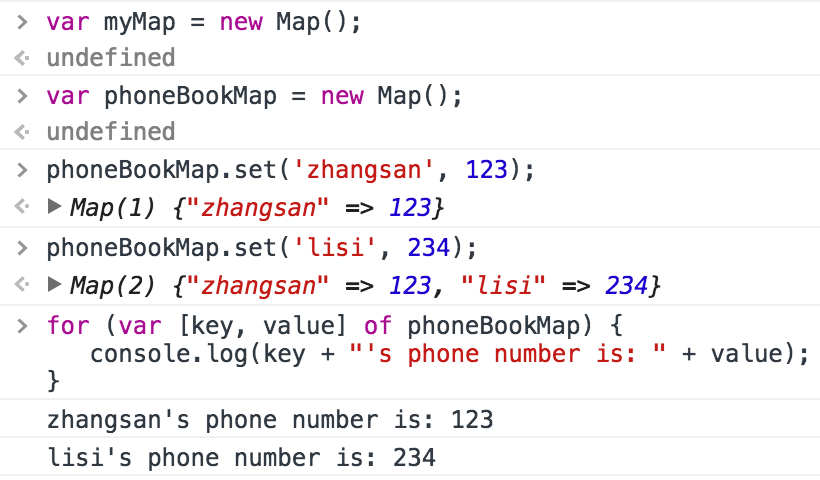 > var myMap = new Map();
<· undefined
> var phoneBookMap = new Map();
<· undefined
> phoneBookMap.set('zhangsan', 123);
<· ▶ Map(1) {"zhangsan" => 123}
> phoneBookMap.set('lisi', 234);
<· ▶ Map(2) {"zhangsan" => 123, "lisi" => 234}
> for (var [key, value] of phoneBookMap) {
console.log(key + "'s phone number is: " + value);
}
zhangsan's phone number is: 123
lisi's phone number is: 234